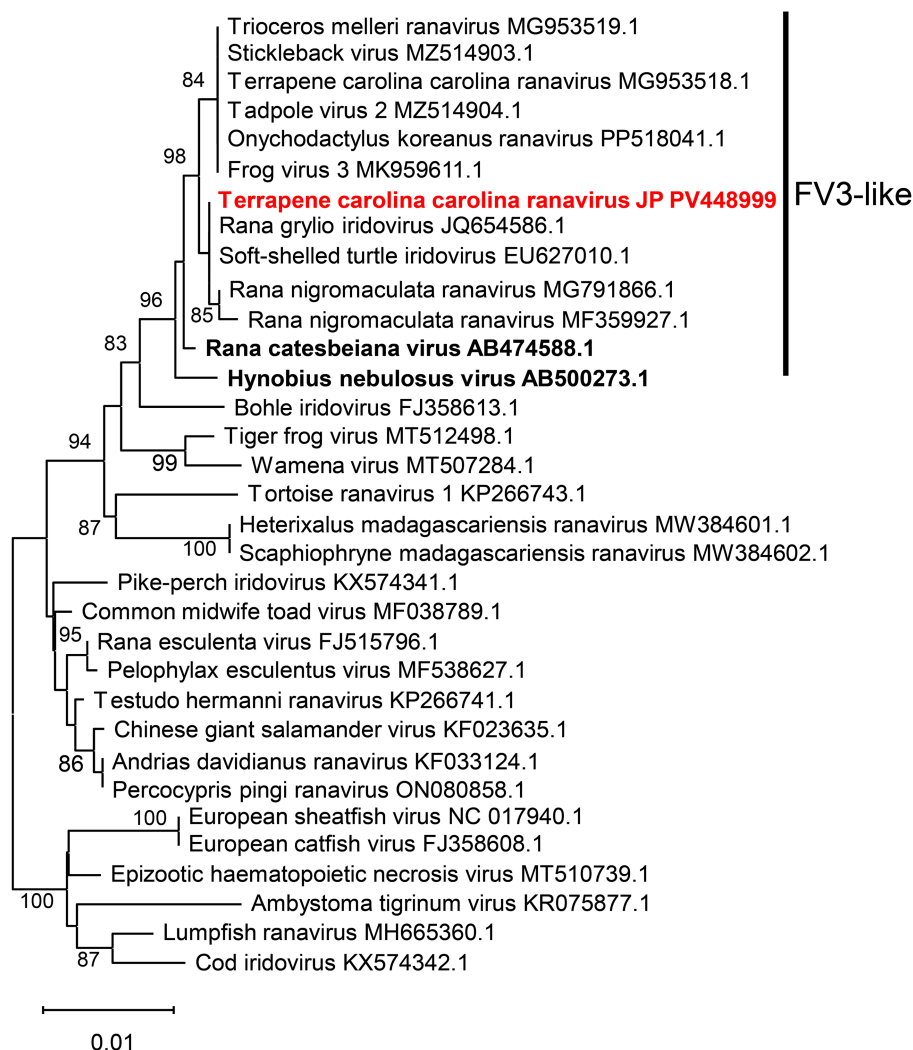 Trioceros melleri ranavirus MG953519.1
Stickleback virus MZ514903.1
84
Terrapene carolina carolina ranavirus MG953518.1
Tadpole virus 2 MZ514904.1
Onychodactylus koreanus ranavirus PP518041.1
98
Frog virus 3 MK959611.1
Terrapene carolina carolina ranavirus JP PV448999
FV3-like
Rana grylio iridovirus JQ654586.1
Soft-shelled turtle iridovirus EU627010.1
Rana nigromaculata ranavirus MG791866.1
96
85
Rana nigromaculata ranavirus MF359927.1
83
Rana catesbeiana virus AB474588.1
Hynobius nebulosus virus AB500273.1
Bohle iridovirus FJ358613.1
94
Tiger frog virus MT512498.1
99
Wamena virus MT507284.1
Tortoise ranavirus 1 KP266743.1
87
Heterixalus madagascariensis ranavirus MW384601.1
100
Scaphiophryne madagascariensis ranavirus MW384602.1
Pike-perch iridovirus KX574341.1
Common midwife toad virus MF038789.1
95
Rana esculenta virus FJ515796.1
Pelophylax esculentus virus MF538627.1
Testudo hermanni ranavirus KP266741.1
Chinese giant salamander virus KF023635.1
86
Andrias davidianus ranavirus KF033124.1
Percocypris pingi ranavirus ON080858.1
100
European sheatfish virus NC 017940.1
European catfish virus FJ358608.1
Epizootic haematopoietic necrosis virus MT510739.1
100
Ambystoma tigrinum virus KR075877.1
Lumpfish ranavirus MH665360.1
87
Cod iridovirus KX574342.1
0.01